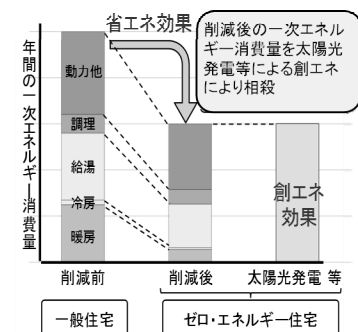 省エネ効果
削減後の一次エネル
ギー消費量を太陽光
発電等による創エネ
により相殺
年間の一次エネルギー消費量
動力他
調理
給湯
冷房
暖房
創エネ
効果
削減前
削減後
太陽光発電 等
一般住宅
ゼロ・エネルギー住宅